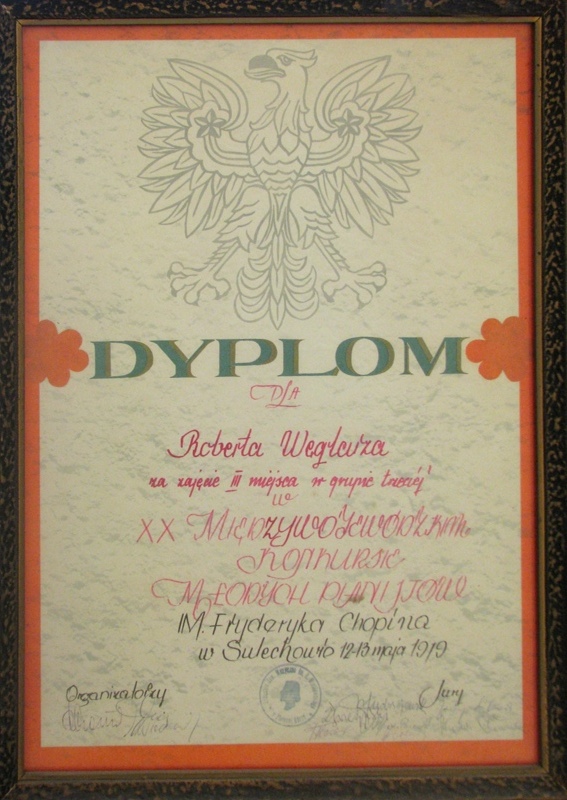 DYPLOM
DLA
Roberta Węglarza
za zajęcie III miejsca w grupie trzeciej
w
XX MIĘDZYWOJEWÓDZKIM
KONKURSIE
MŁODYCH PIANISTÓW
IM. Fryderyka Chopina
w Sulechowie 12-13 maja 1979
Organizatorzy
Jury